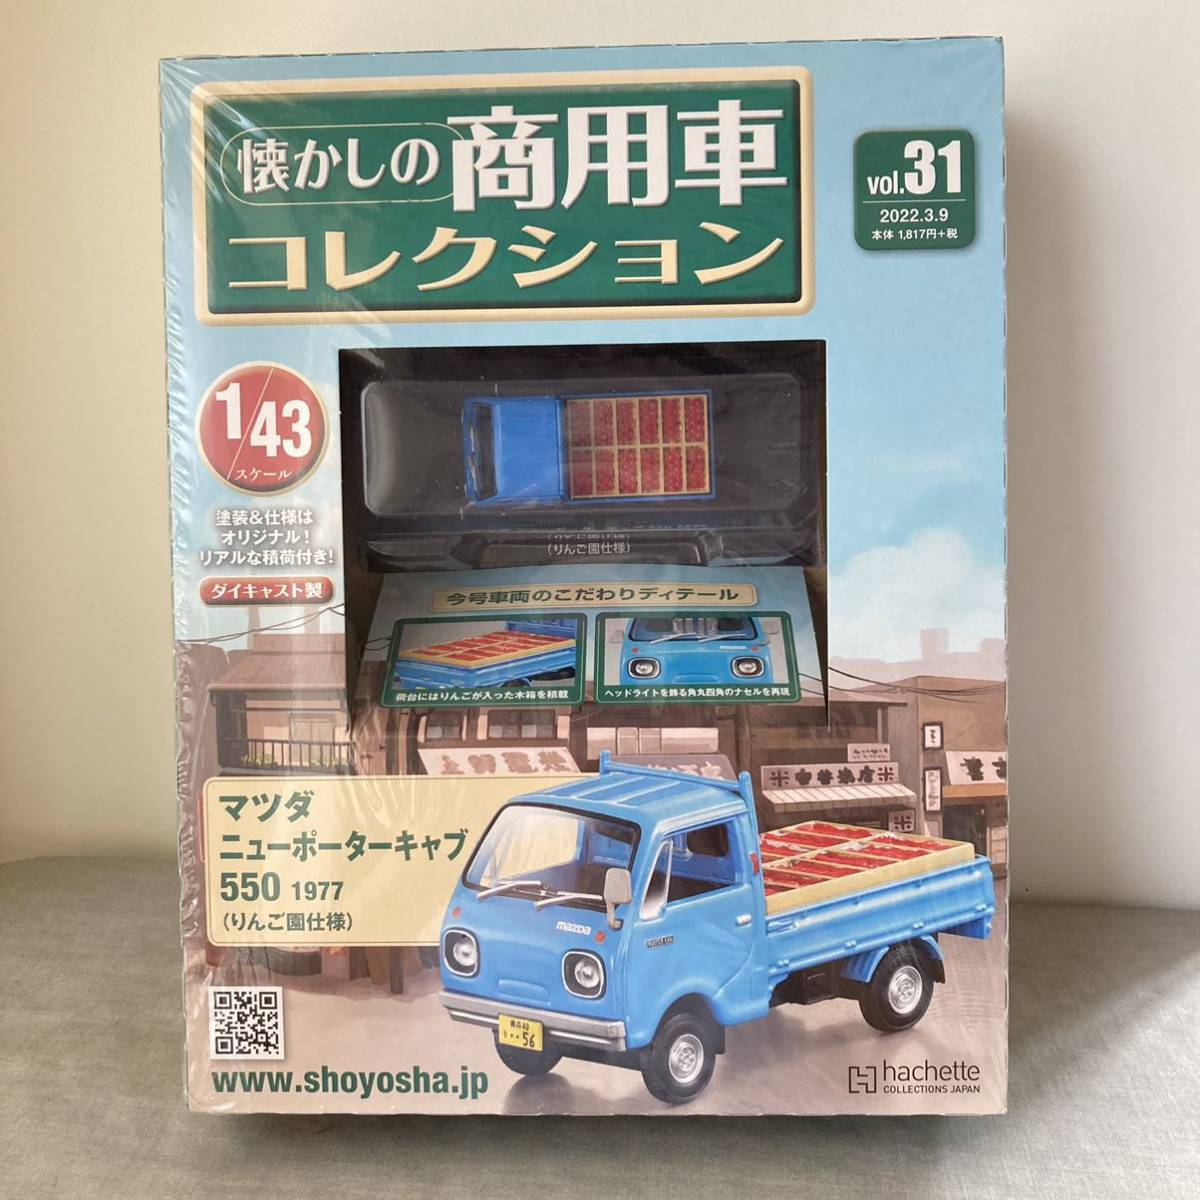 懐かしの 商用車
コレクション
vol.31
2022.3.9
本体 1,817円+税
1/43
スケール
塗装&仕様は
オリジナル!
リアルな積荷付き!
ダイキャスト製
(りんご園仕様)
今号車両のこだわりディテール
荷台にはりんごが入った木箱を積載
ヘッドライトを飾る角丸四角のナセルを再現
マツダ
ニューポーターキャブ
550 1977
(りんご園仕様)
mazda
56
www.shoyosha.jp
hachette
COLLECTIONS JAPAN